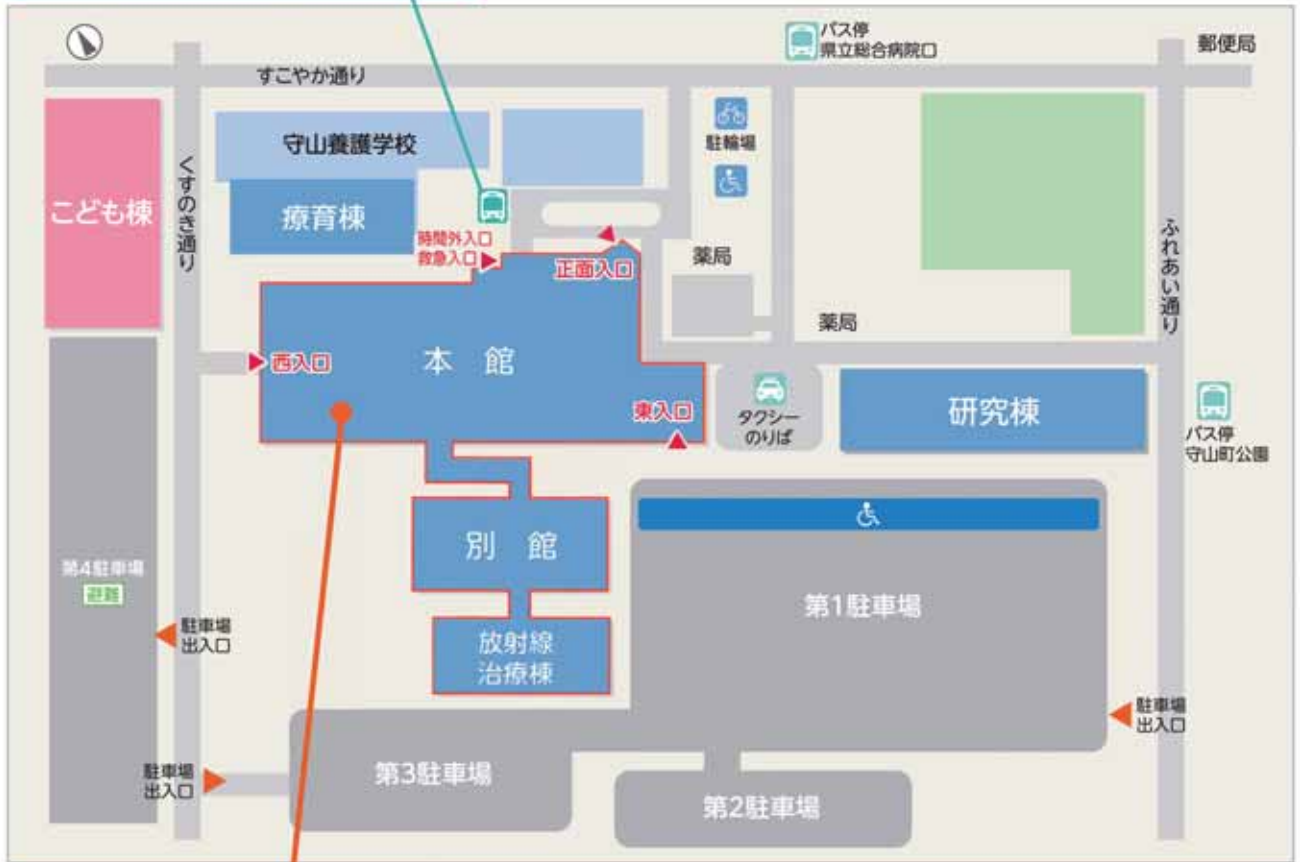 バス停
県立総合病院口
郵便局
すこやか通り
守山養護学校
駐輪場
こども棟
くすのき通り
療育棟
時間外入口
救急入口
正面入口
薬局
ふれあい通り
薬局
西入口
本館
東入口
タクシー
のりば
研究棟
バス停
守山町公園
別館
第4駐車場
避難
第1駐車場
駐車場
出入口
放射線
治療棟
駐車場
出入口
駐車場
出入口
第3駐車場
第2駐車場